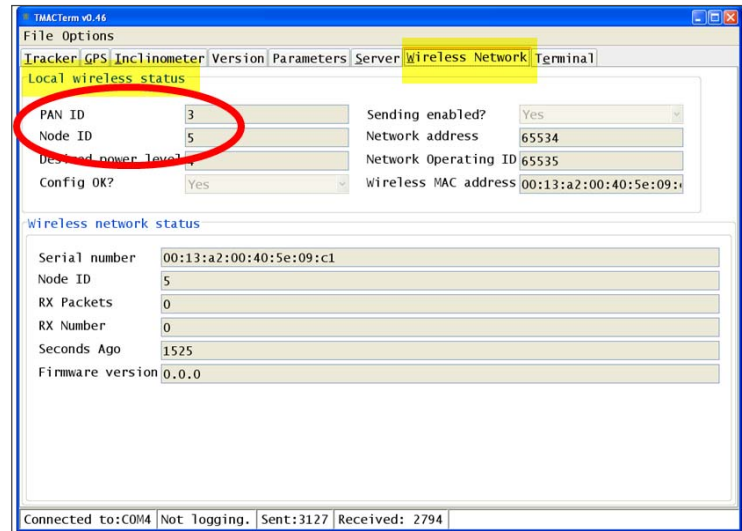 TMACTerm v0.46
File Options
Tracker GPS Inclinometer Version Parameters Server Wireless Network Terminal
Local wireless status
PAN ID 3 Sending enabled? Yes
Node ID 5 Network address 65534
Desired power level 4 Network Operating ID 65535
Config OK? Yes Wireless MAC address 00:13:a2:00:40:5e:09:
Wireless network status
Serial number 00:13:a2:00:40:5e:09:c1
Node ID 5
RX Packets 0
RX Number 0
Seconds Ago 1525
Firmware version 0.0.0
Connected to:COM4 Not logging. Sent:3127 Received: 2794